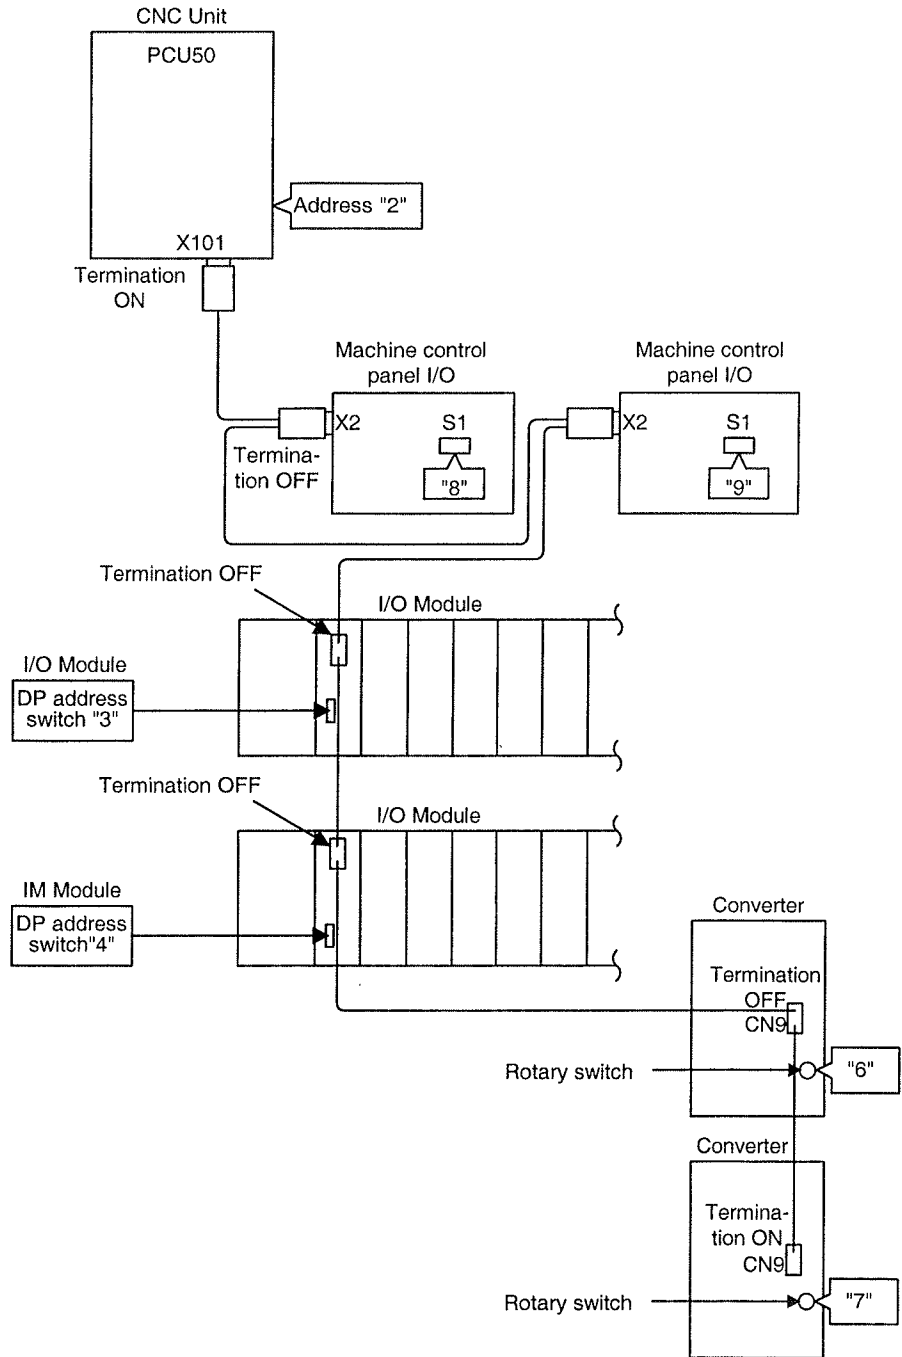 CNC Unit
PCU50
Address "2"
X101
Termination
ON
Machine control
panel I/O
Machine control
panel I/O
X2
S1
X2
S1
Termina-
tion OFF
"8"
"9"
Termination OFF
I/O Module
I/O Module
DP address
switch "3"
Termination OFF
I/O Module
IM Module
DP address
switch"4"
Converter
Termination
OFF
CN9
Rotary switch
"6"
Converter
Termina-
tion ON
CN9
Rotary switch
"7"